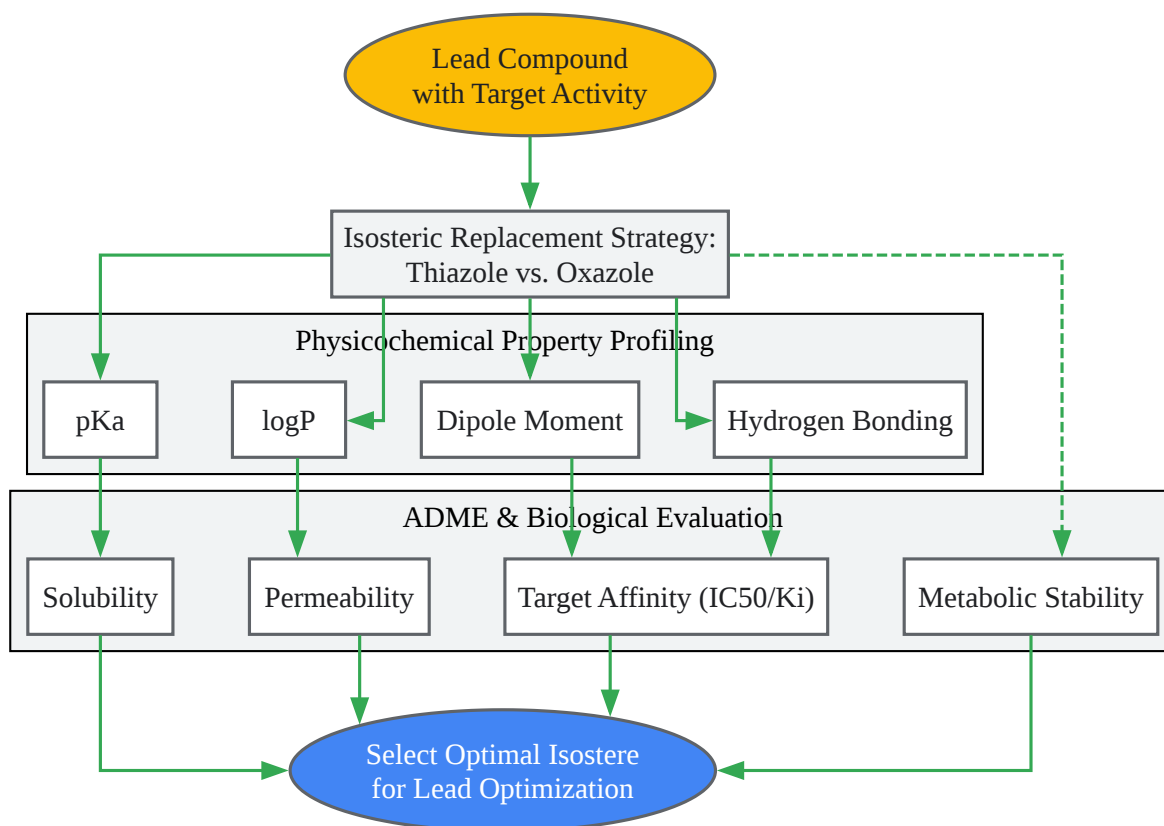 Lead Compound
with Target Activity
Isosteric Replacement Strategy:
Thiazole vs. Oxazole
Physicochemical Property Profiling
pKa
logP
Dipole Moment
Hydrogen Bonding
ADME & Biological Evaluation
Solubility
Permeability
Target Affinity (IC50/Ki)
Metabolic Stability
Select Optimal Isostere
for Lead Optimization